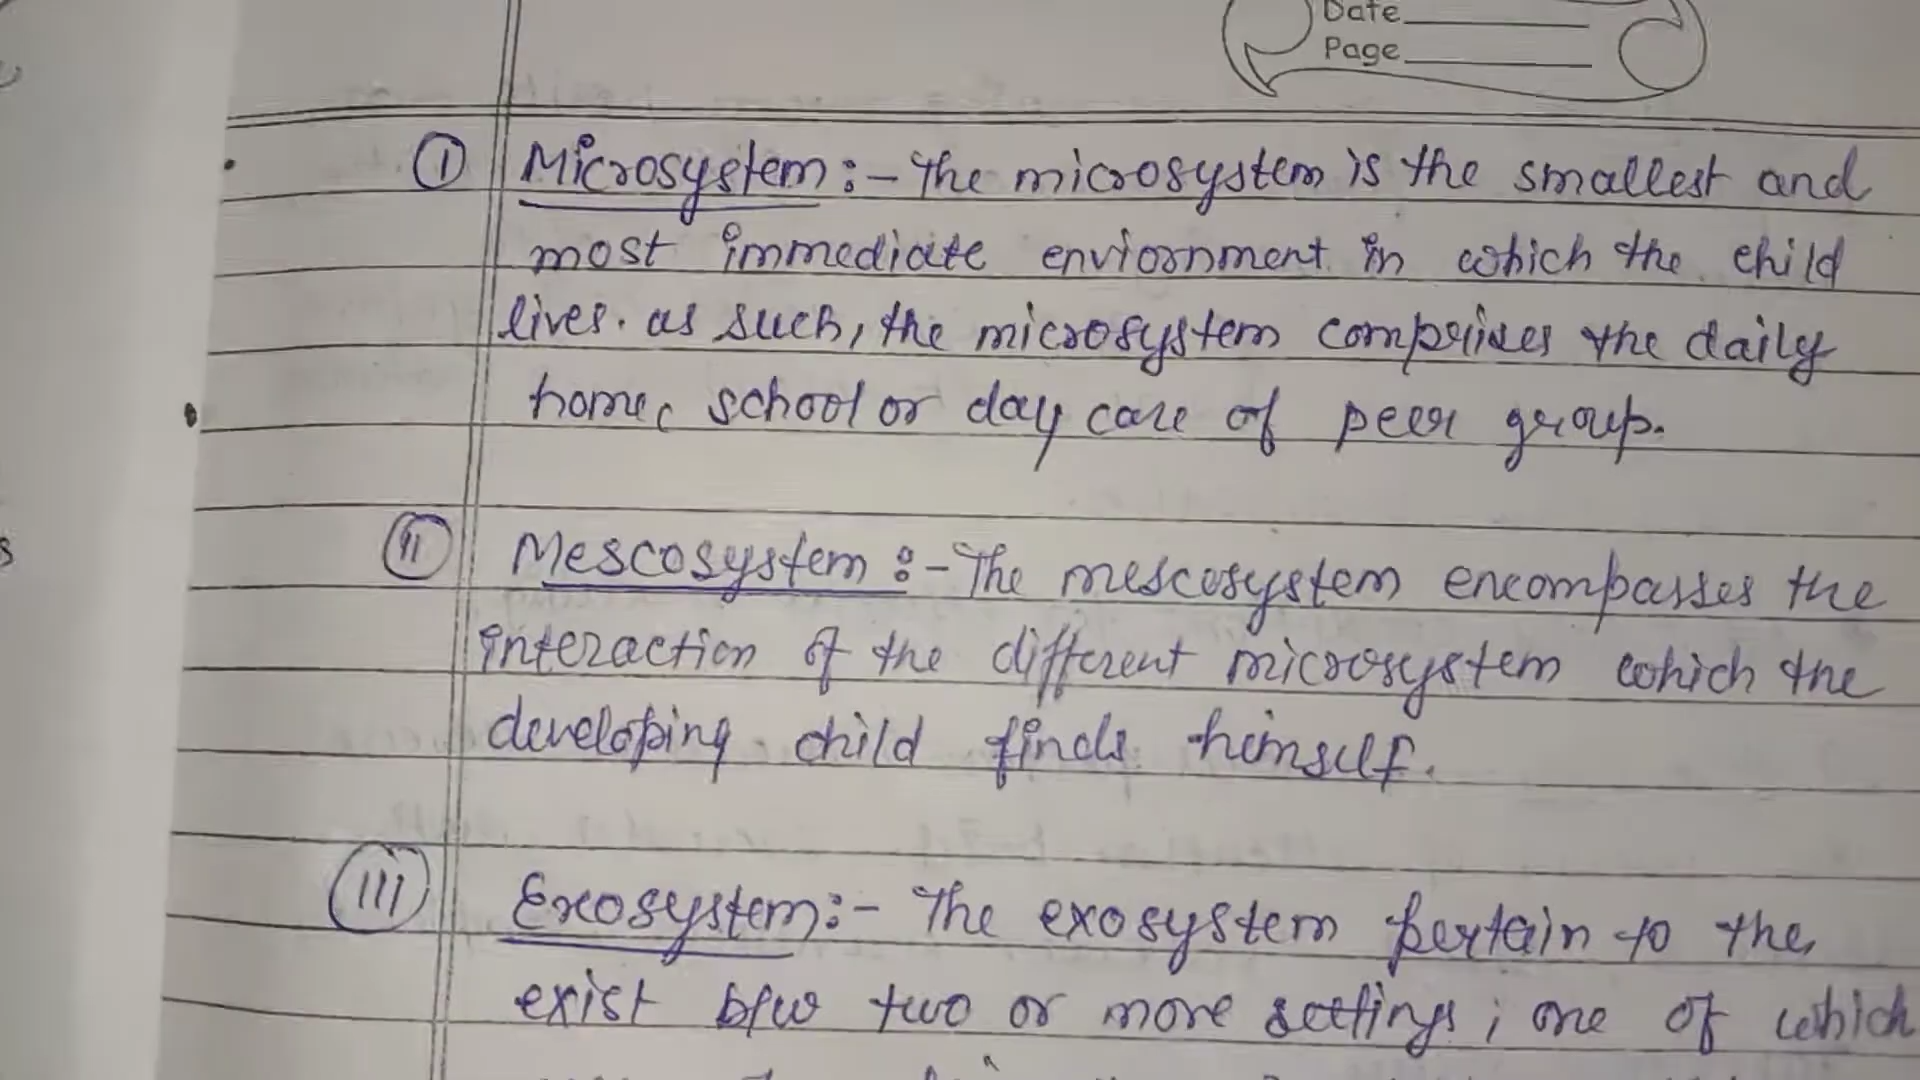 Date
Page
① Microsystem :- The microsystem is the smallest and
most immediate enviornment in which the child
lives. as such, the microsystem comprises the daily
home, school or day care of peer group.
ⅱ Mescosystem :- The mescosystem encompasses the
interaction of the different microsystem which the
developing child finds himself.
III Exosystem :- The exosystem pertain to the
exist b/w two or more settings ; one of which